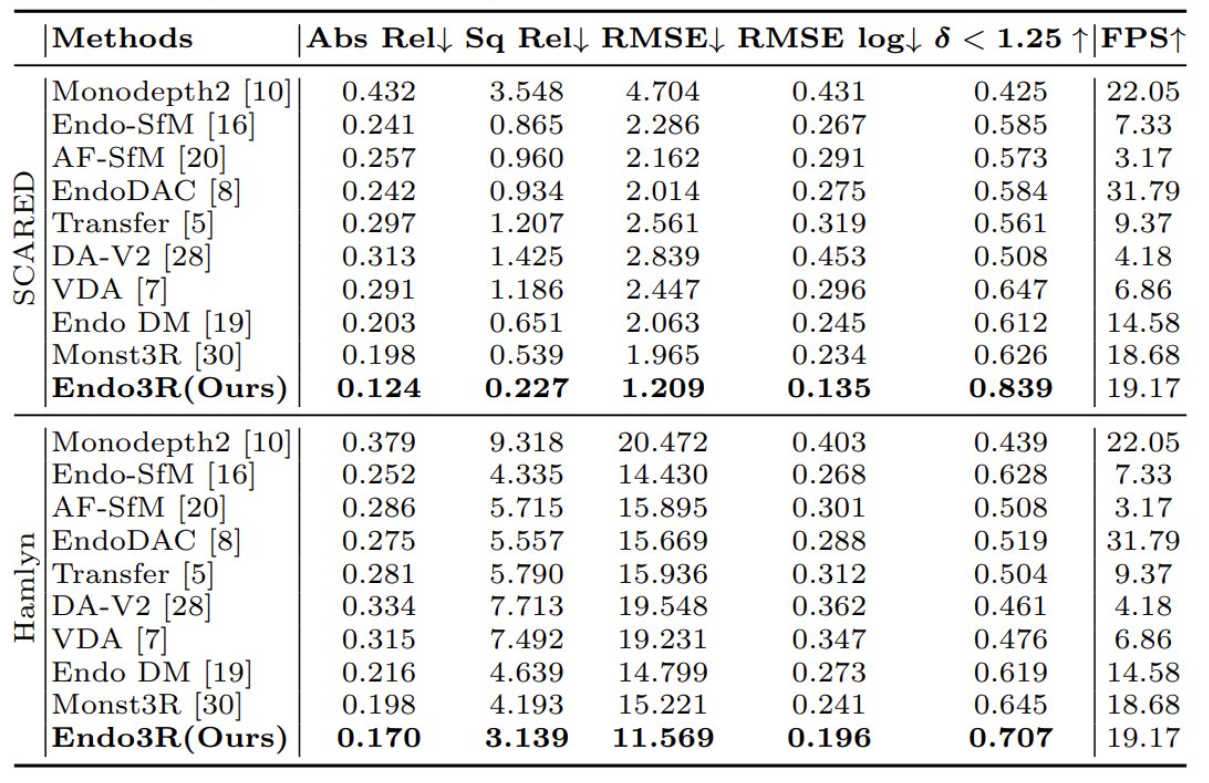 Methods Abs Rel↓ Sq Rel↓ RMSE↓ RMSE log↓ δ < 1.25 ↑ FPS↑
SCARED
Monodepth2 [10] 0.432 3.548 4.704 0.431 0.425 22.05
Endo-SfM [16] 0.241 0.865 2.286 0.267 0.585 7.33
AF-SfM [20] 0.257 0.960 2.162 0.291 0.573 3.17
EndoDAC [8] 0.242 0.934 2.014 0.275 0.584 31.79
Transfer [5] 0.297 1.207 2.561 0.319 0.561 9.37
DA-V2 [28] 0.313 1.425 2.839 0.453 0.508 4.18
VDA [7] 0.291 1.186 2.447 0.296 0.647 6.86
Endo DM [19] 0.203 0.651 2.063 0.245 0.612 14.58
Monst3R [30] 0.198 0.539 1.965 0.234 0.626 18.68
Endo3R(Ours) 0.124 0.227 1.209 0.135 0.839 19.17
Hamlyn
Monodepth2 [10] 0.379 9.318 20.472 0.403 0.439 22.05
Endo-SfM [16] 0.252 4.335 14.430 0.268 0.628 7.33
AF-SfM [20] 0.286 5.715 15.895 0.301 0.508 3.17
EndoDAC [8] 0.275 5.557 15.669 0.288 0.519 31.79
Transfer [5] 0.281 5.790 15.936 0.312 0.504 9.37
DA-V2 [28] 0.334 7.713 19.548 0.362 0.461 4.18
VDA [7] 0.315 7.492 19.231 0.347 0.476 6.86
Endo DM [19] 0.216 4.639 14.799 0.273 0.619 14.58
Monst3R [30] 0.198 4.193 15.221 0.241 0.645 18.68
Endo3R(Ours) 0.170 3.139 11.569 0.196 0.707 19.17